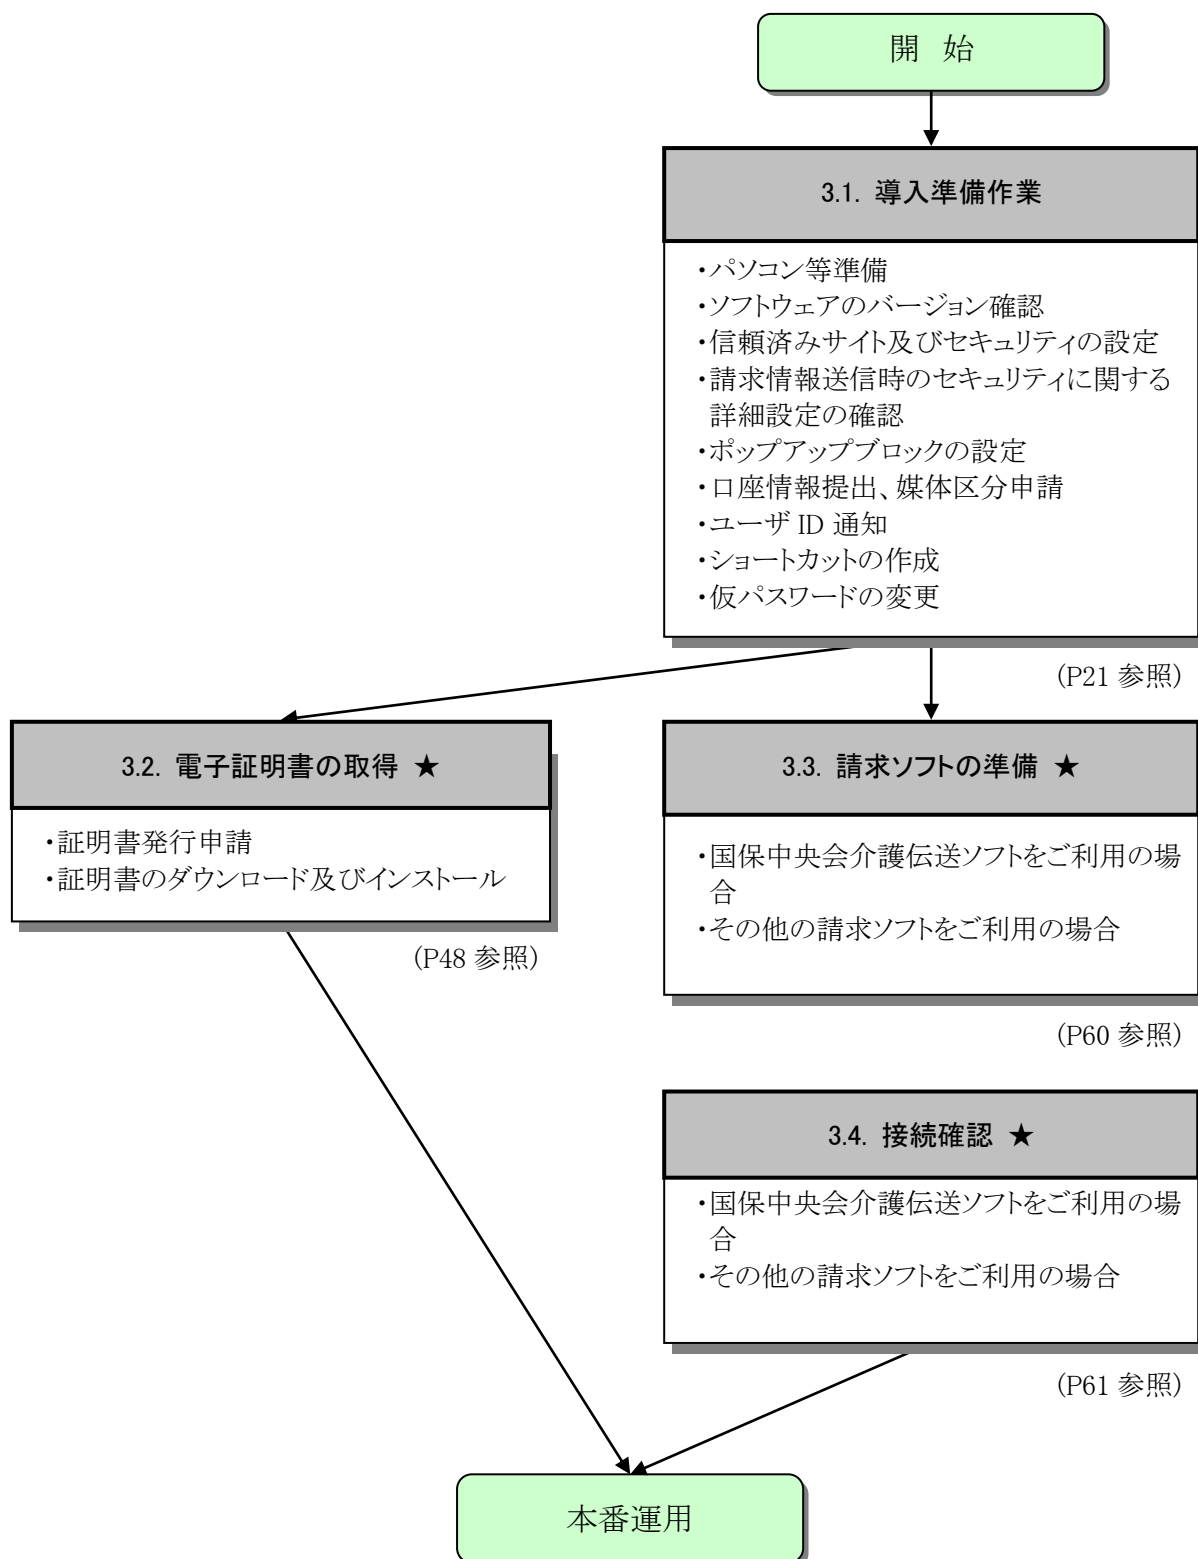 開 始
3.1. 導入準備作業
・パソコン等準備
・ソフトウェアのバージョン確認
・信頼済みサイト及びセキュリティの設定
・請求情報送信時のセキュリティに関する
詳細設定の確認
・ポップアップブロックの設定
・口座情報提出、媒体区分申請
・ユーザ ID 通知
・ショートカットの作成
・仮パスワードの変更
(P21 参照)
3.2. 電子証明書の取得 ★
・証明書発行申請
・証明書のダウンロード及びインストール
(P48 参照)
3.3. 請求ソフトの準備 ★
・国保中央会介護伝送ソフトをご利用の場
合
・その他の請求ソフトをご利用の場合
(P60 参照)
3.4. 接続確認 ★
・国保中央会介護伝送ソフトをご利用の場
合
・その他の請求ソフトをご利用の場合
(P61 参照)
本番運用